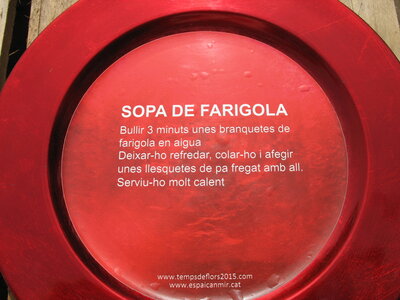 SOPA DE FARIGOLA
Bullir 3 minuts unes branquetes de
farigola en aigua
Deixar-ho refredar, colar-ho i afegir
unes llesquetes de pa fregat amb all.
Serviu-ho molt calent
www.tempsdeflors2015.com
www.espaicanmir.cat